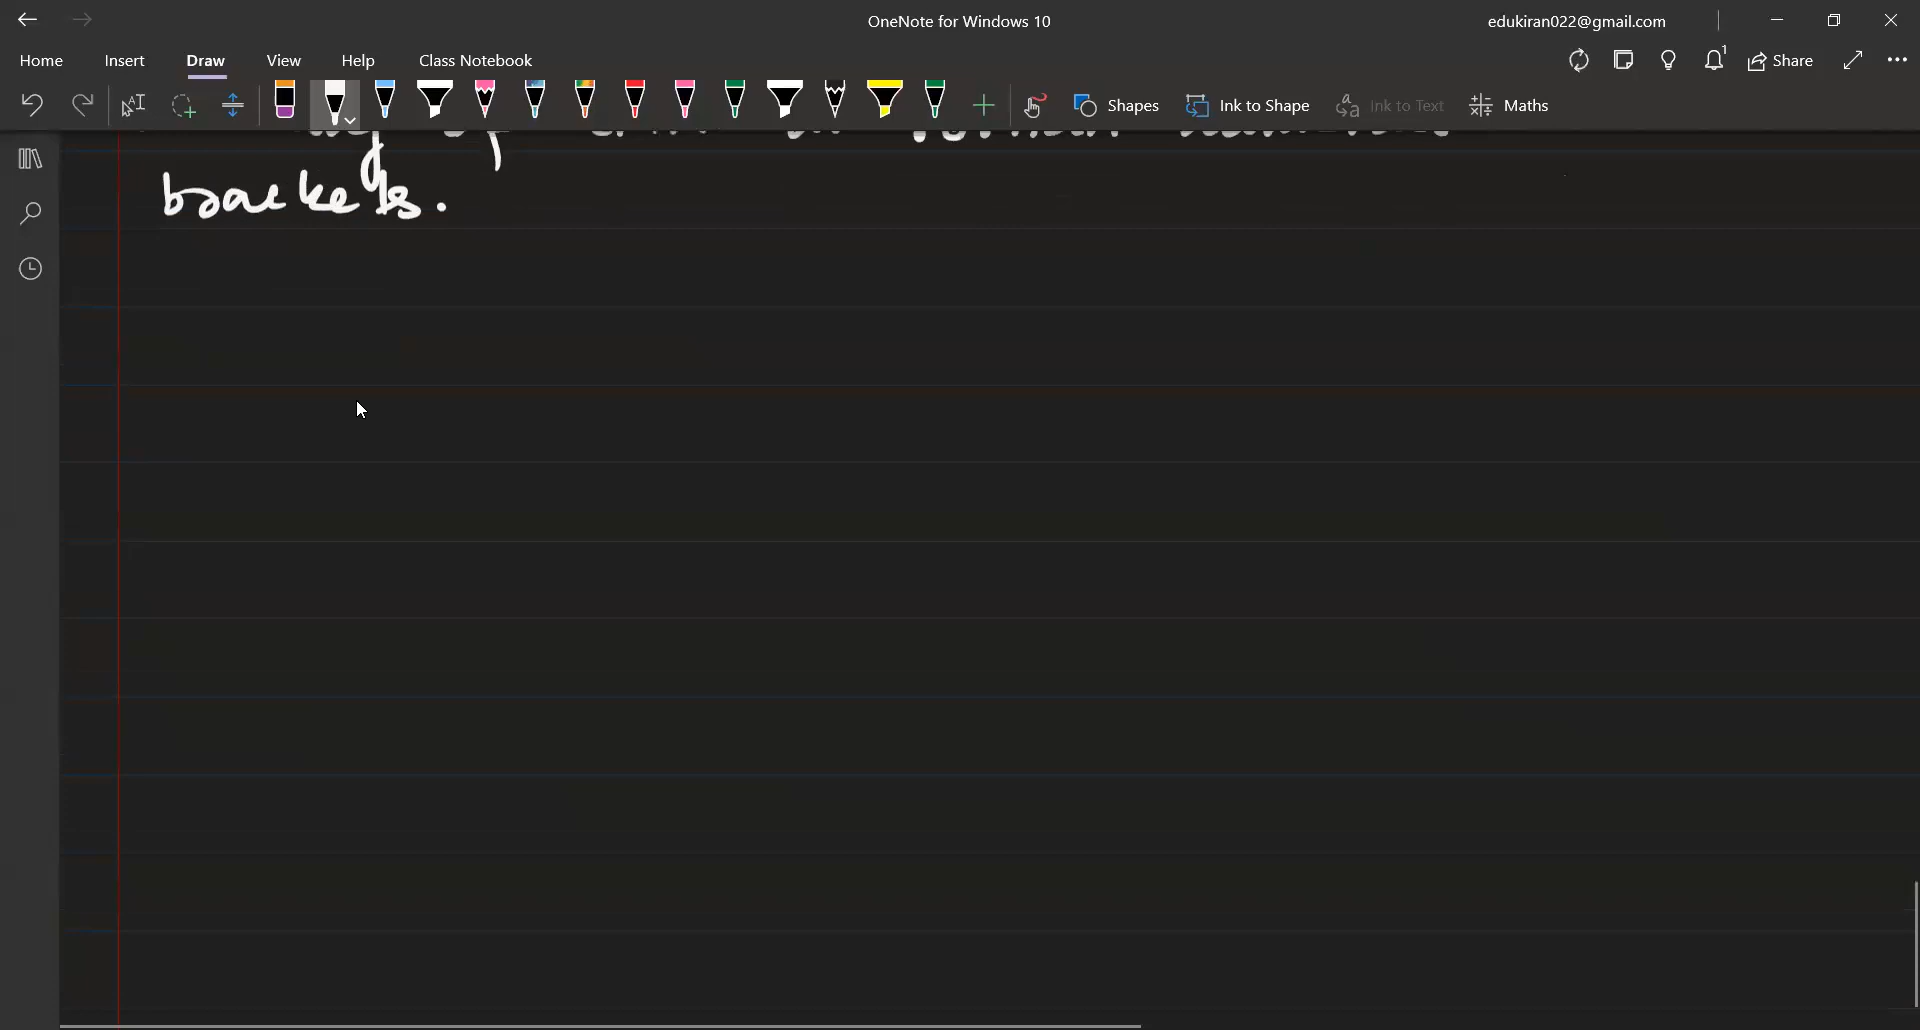 OneNote for Windows 10
edukiran022@gmail.com
Home Insert Draw View Help Class Notebook
1
Share
Shapes Ink to Shape Ink to Text Maths
brackets.